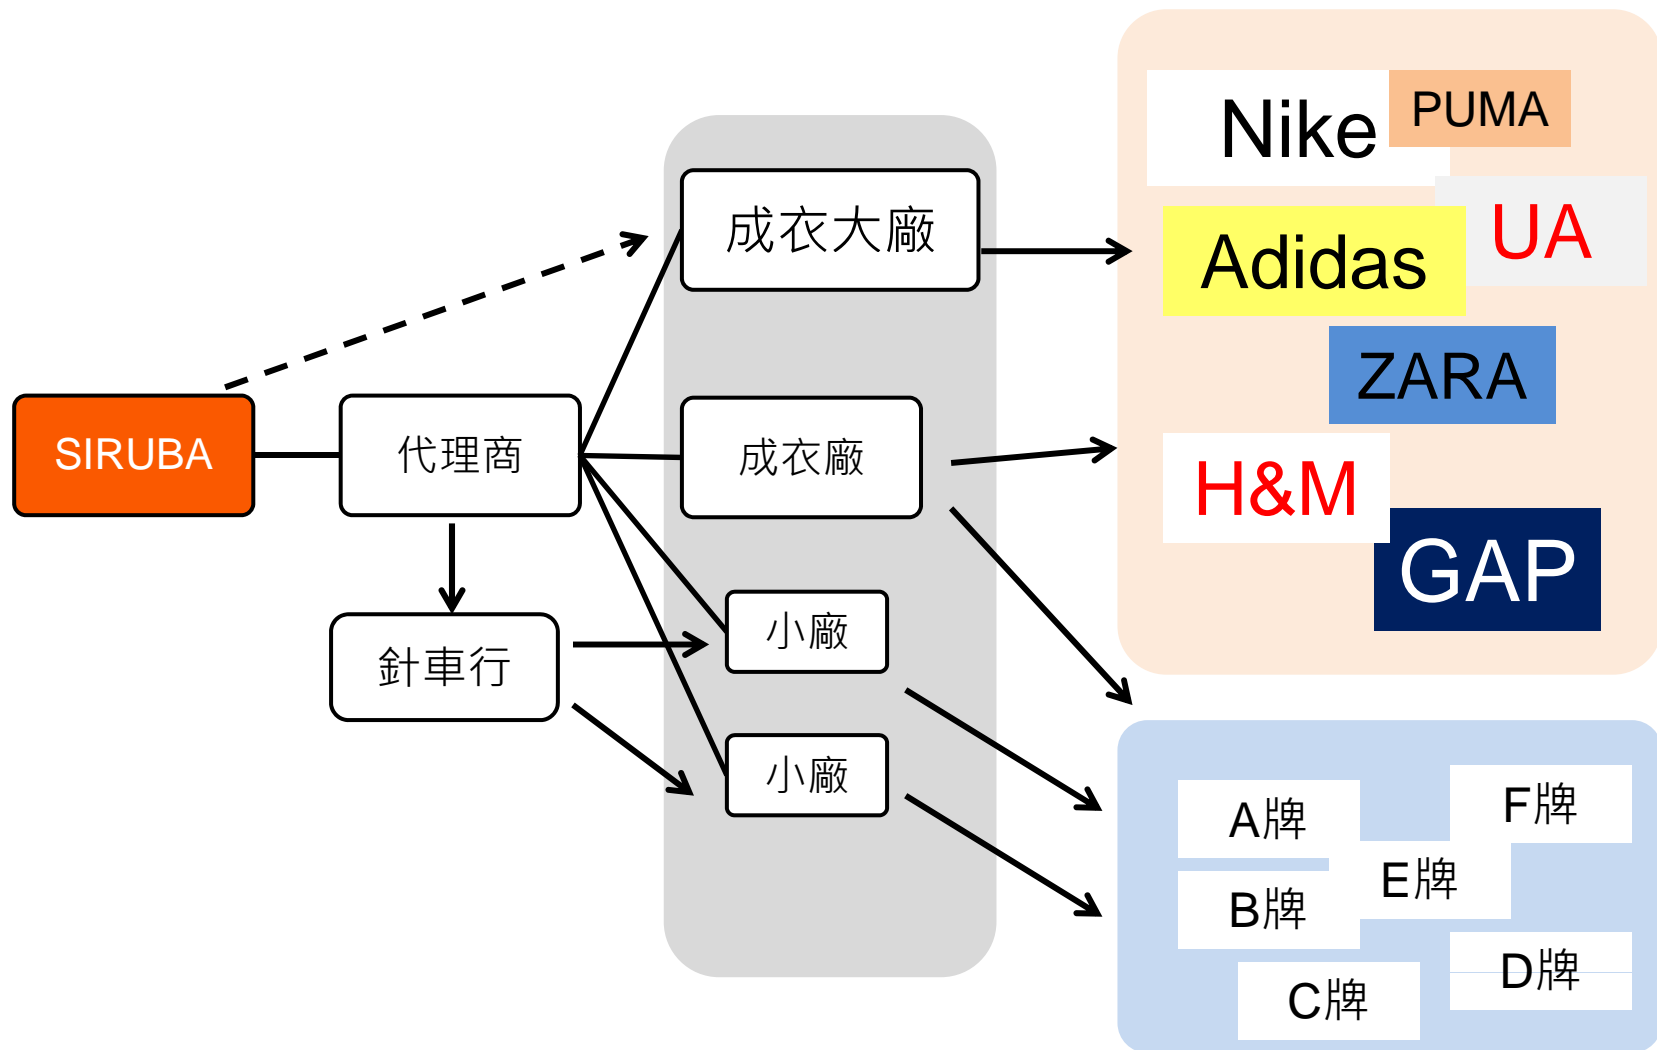 SIRUBA
代理商
針車行
成衣大廠
成衣廠
小廠
小廠
Nike
PUMA
Adidas
UA
ZARA
H&M
GAP
A牌
F牌
E牌
B牌
D牌
C牌